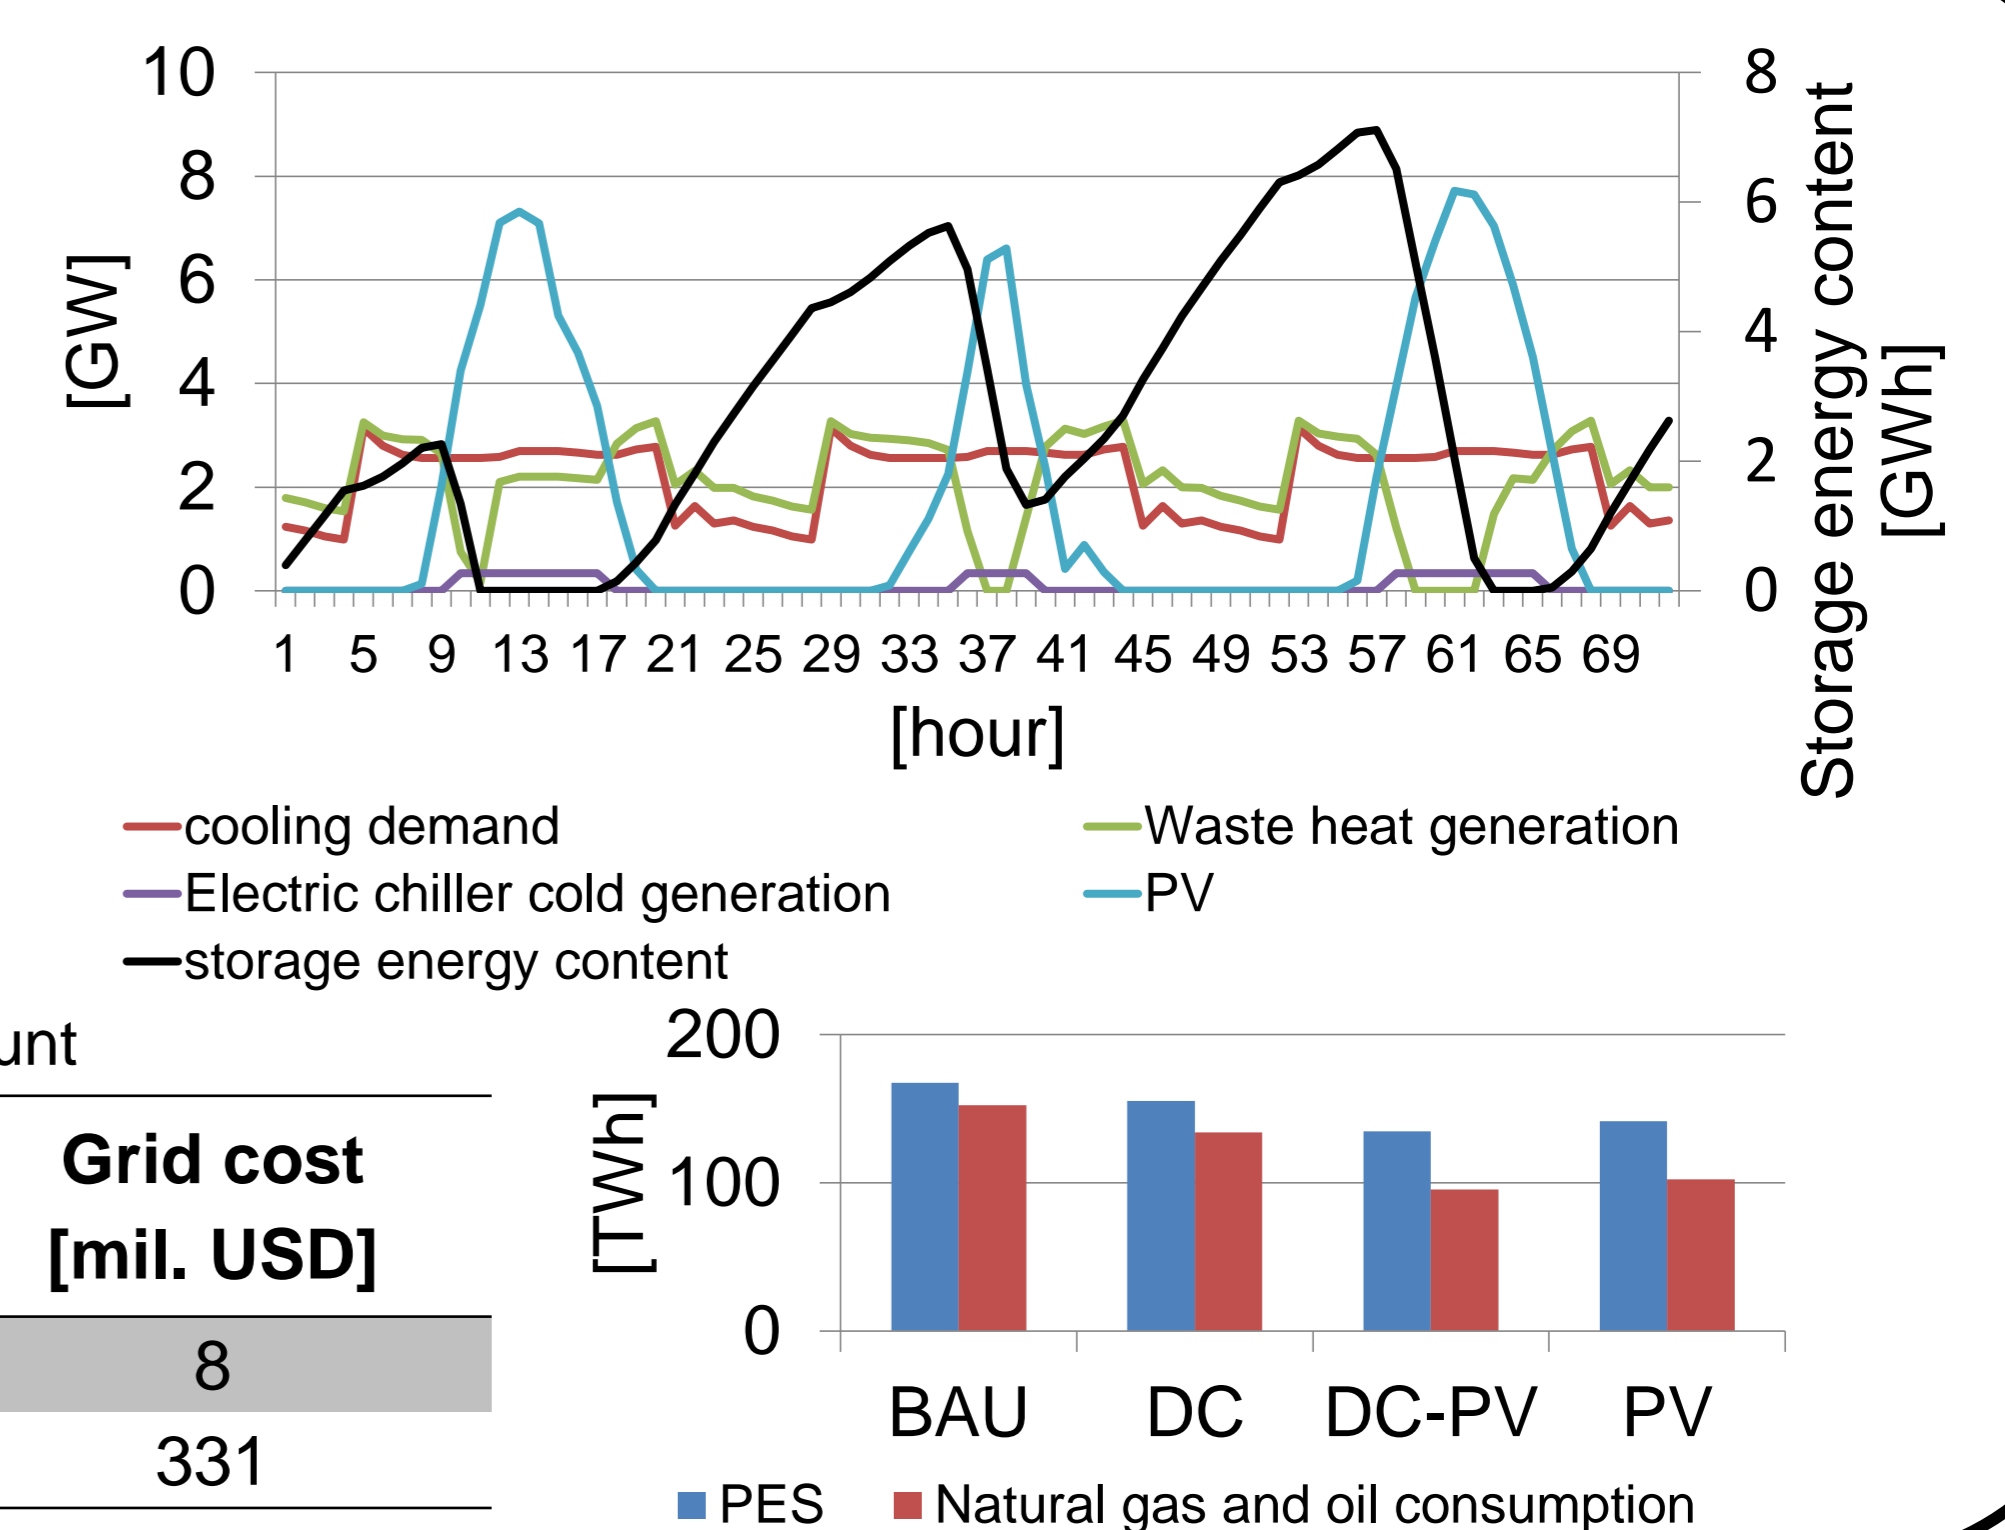 10
8
6
4
2
0
[GW]
8
6
4
2
0
Storage energy content
[GWh]
1 5 9 13 17 21 25 29 33 37 41 45 49 53 57 61 65 69
[hour]
cooling demand
Waste heat generation
Electric chiller cold generation
PV
storage energy content
unt
Grid cost
[mil. USD]
8
331
200
100
0
[TWh]
BAU DC DC-PV PV
PES Natural gas and oil consumption